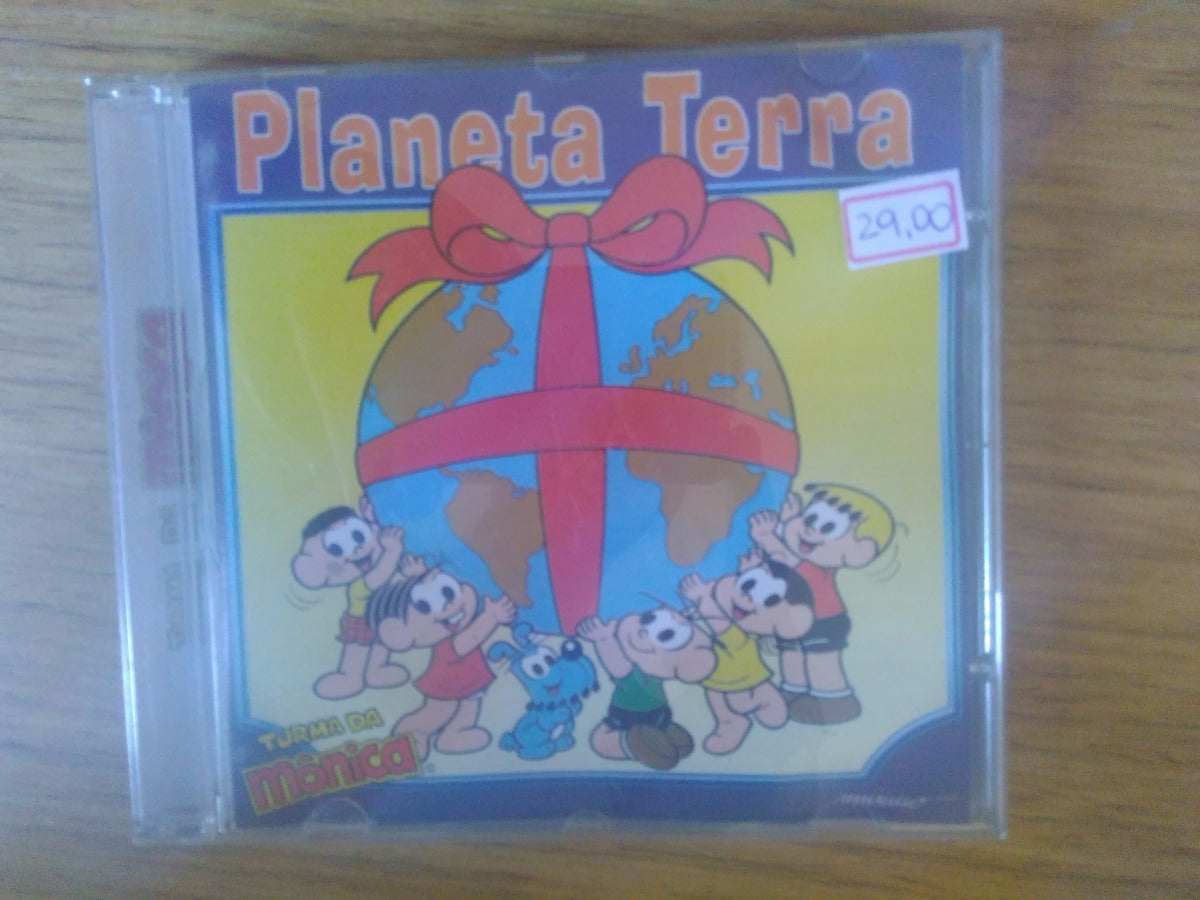 Planeta Terra
29,00
TURMA DA
Mônica